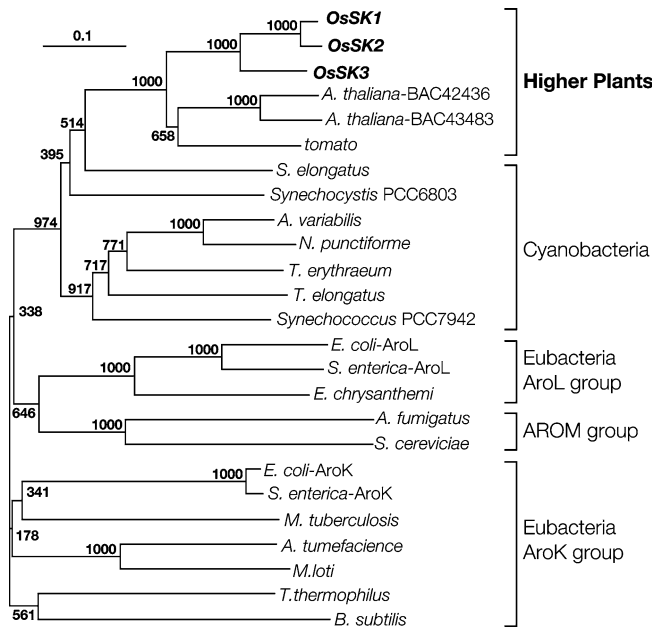 0.1
1000
OsSK1
1000
OsSK2
1000
OsSK3
Higher Plants
1000
A. thaliana-BAC42436
514
658
A. thaliana-BAC43483
395
tomato
S. elongatus
Synechocystis PCC6803
974
1000
A. variabilis
771
N. punctiforme
Cyanobacteria
717
T. erythraeum
917
T. elongatus
338
Synechococcus PCC7942
1000
E. coli-AroL
1000
S. enterica-AroL
Eubacteria
AroL group
E. chrysanthemi
646
1000
A. fumigatus
AROM group
S. cereviciae
1000
E. coli-AroK
341
S. enterica-AroK
M. tuberculosis
Eubacteria
AroK group
178
1000
A. tumefacience
M.loti
T.thermophilus
561
B. subtilis